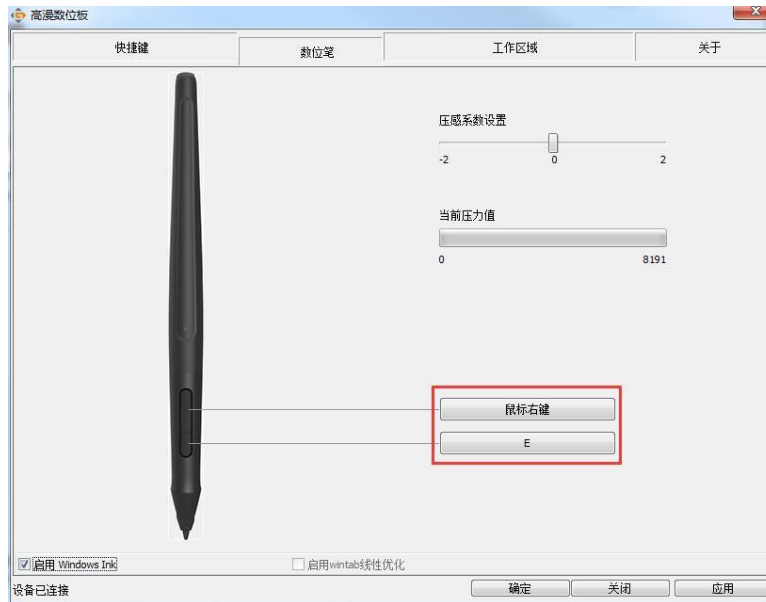 高漫数位板
快捷键 数位笔 工作区域 关于
压感系数设置
-2 0 2
当前压力值
0 8191
鼠标右键
E
启用 Windows Ink 启用wintab线性优化
设备已连接 确定 关闭 应用